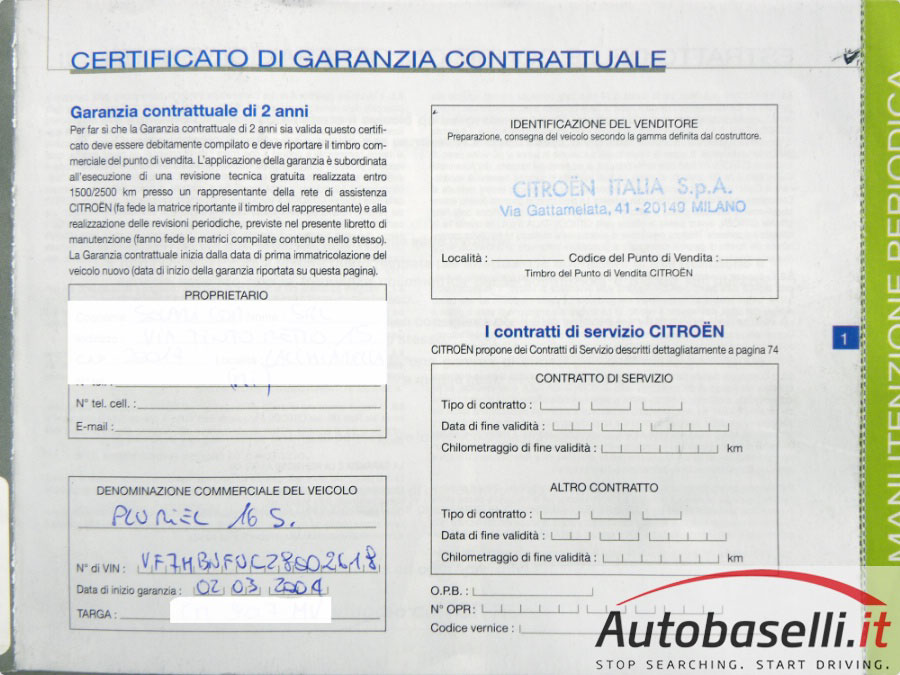 CERTIFICATO DI GARANZIA CONTRATTUALE
Garanzia contrattuale di 2 anni
Per far si che la Garanzia contrattuale di 2 anni sia valida questo certifi-
cato deve essere debitamente compilato e deve riportare il timbro com-
merciale del punto di vendita. L'applicazione della garanzia è subordinata
all'esecuzione di una revisione tecnica gratuita realizzata entro
1500/2500 km presso un rappresentante della rete di assistenza
CITROËN (fa fede la matrice riportante il timbro del rappresentante) e alla
realizzazione delle revisioni periodiche, previste nel presente libretto di
manutenzione (fanno fede le matrici compilate contenute nello stesso).
La Garanzia contrattuale inizia dalla data di prima immatricolazione del
veicolo nuovo (data di inizio della garanzia riportata su questa pagina).
PROPRIETARIO
N° tel. cell. :
E-mail :
DENOMINAZIONE COMMERCIALE DEL VEICOLO
PLURIEL 16 S.
N° di VIN : VF7HBNFUCZ8002618
Data di inizio garanzia : 02 03 2004
TARGA :
IDENTIFICAZIONE DEL VENDITORE
Preparazione, consegna del veicolo secondo la gamma definita dal costruttore.
CITROËN ITALIA S.p.A.
Via Gattamelata, 41 - 20149 MILANO
Località : Codice del Punto di Vendita :
Timbro del Punto di Vendita CITROËN
I contratti di servizio CITROËN
CITROËN propone dei Contratti di Servizio descritti dettagliatamente a pagina 74
CONTRATTO DI SERVIZIO
Tipo di contratto :
Data di fine validità :
Chilometraggio di fine validità : km
ALTRO CONTRATTO
Tipo di contratto :
Data di fine validità :
Chilometraggio di fine validità : km
O.P.B. :
N° OPR:
Codice vernice :
1
MANUTENZIONE PERIODICA
Autobaselli.it
STOP SEARCHING. START DRIVING.